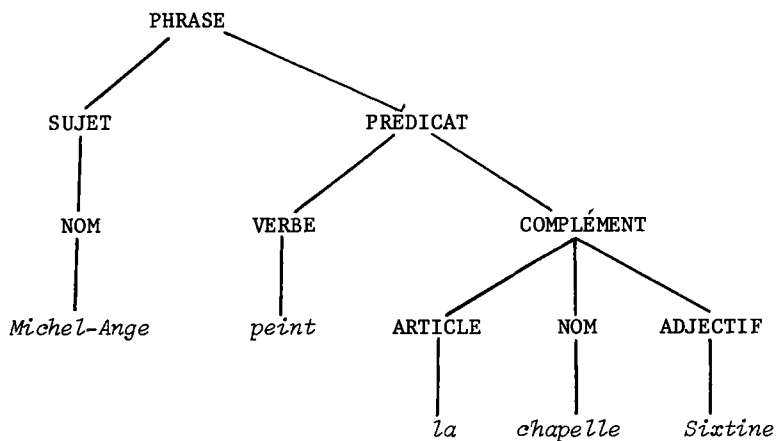 PHRASE
SUJET PRÉDICAT
NOM VERBE COMPLÉMENT
Michel-Ange peint ARTICLE NOM ADJECTIF
la chapelle Sixtine